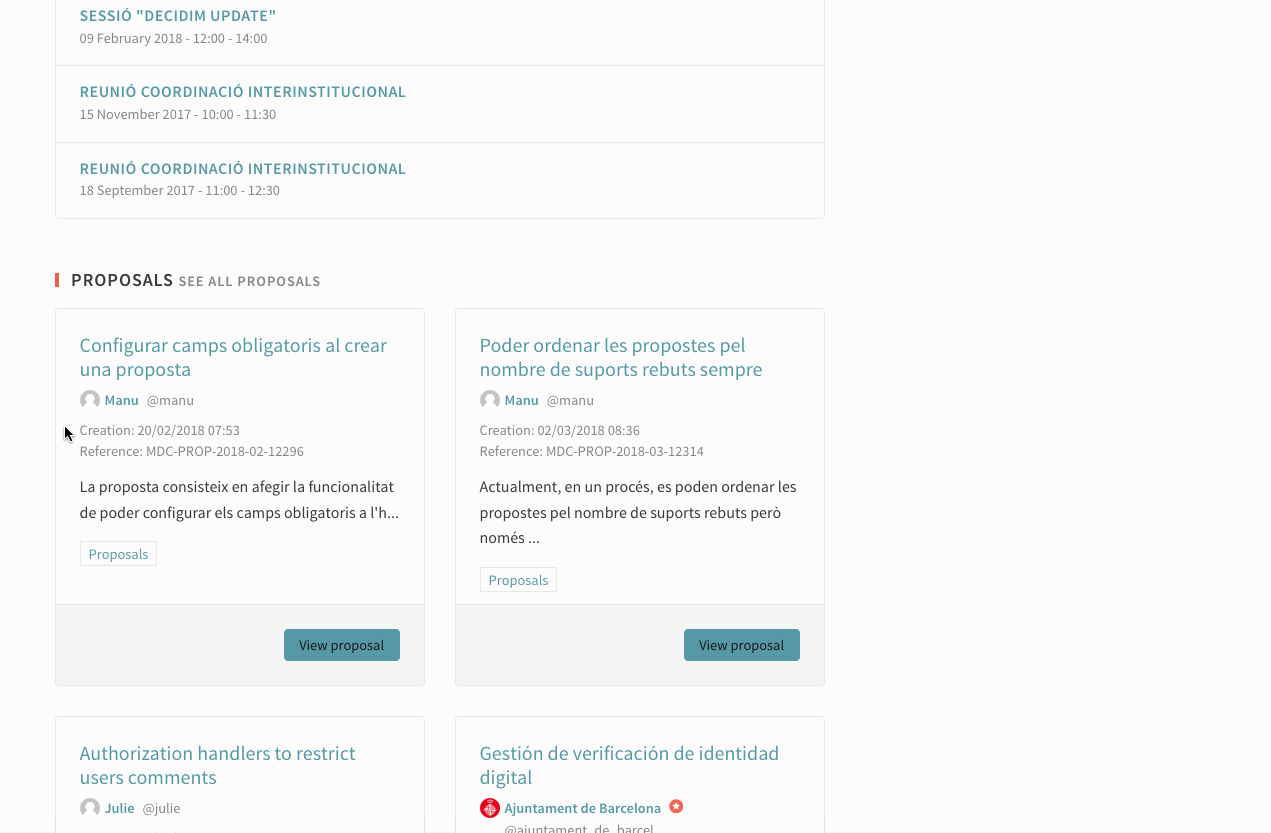 SESSIÓ "DECIDIM UPDATE"
09 February 2018 - 12:00 - 14:00
REUNIÓ COORDINACIÓ INTERINSTITUCIONAL
15 November 2017 - 10:00 - 11:30
REUNIÓ COORDINACIÓ INTERINSTITUCIONAL
18 September 2017 - 11:00 - 12:30
PROPOSALS SEE ALL PROPOSALS
Configurar camps obligatoris al crear
una proposta
Manu @manu
Creation: 20/02/2018 07:53
Reference: MDC-PROP-2018-02-12296
La proposta consisteix en afegir la funcionalitat
de poder configurar els camps obligatoris a l'h...
Proposals
View proposal
Poder ordenar les propostes pel
nombre de suports rebuts sempre
Manu @manu
Creation: 02/03/2018 08:36
Reference: MDC-PROP-2018-03-12314
Actualment, en un procés, es poden ordenar les
propostes pel nombre de suports rebuts però
només ...
Proposals
View proposal
Authorization handlers to restrict
users comments
Julie @julie
Gestión de verificación de identidad
digital
Ajuntament de Barcelona
@ajuntament_de_barcel